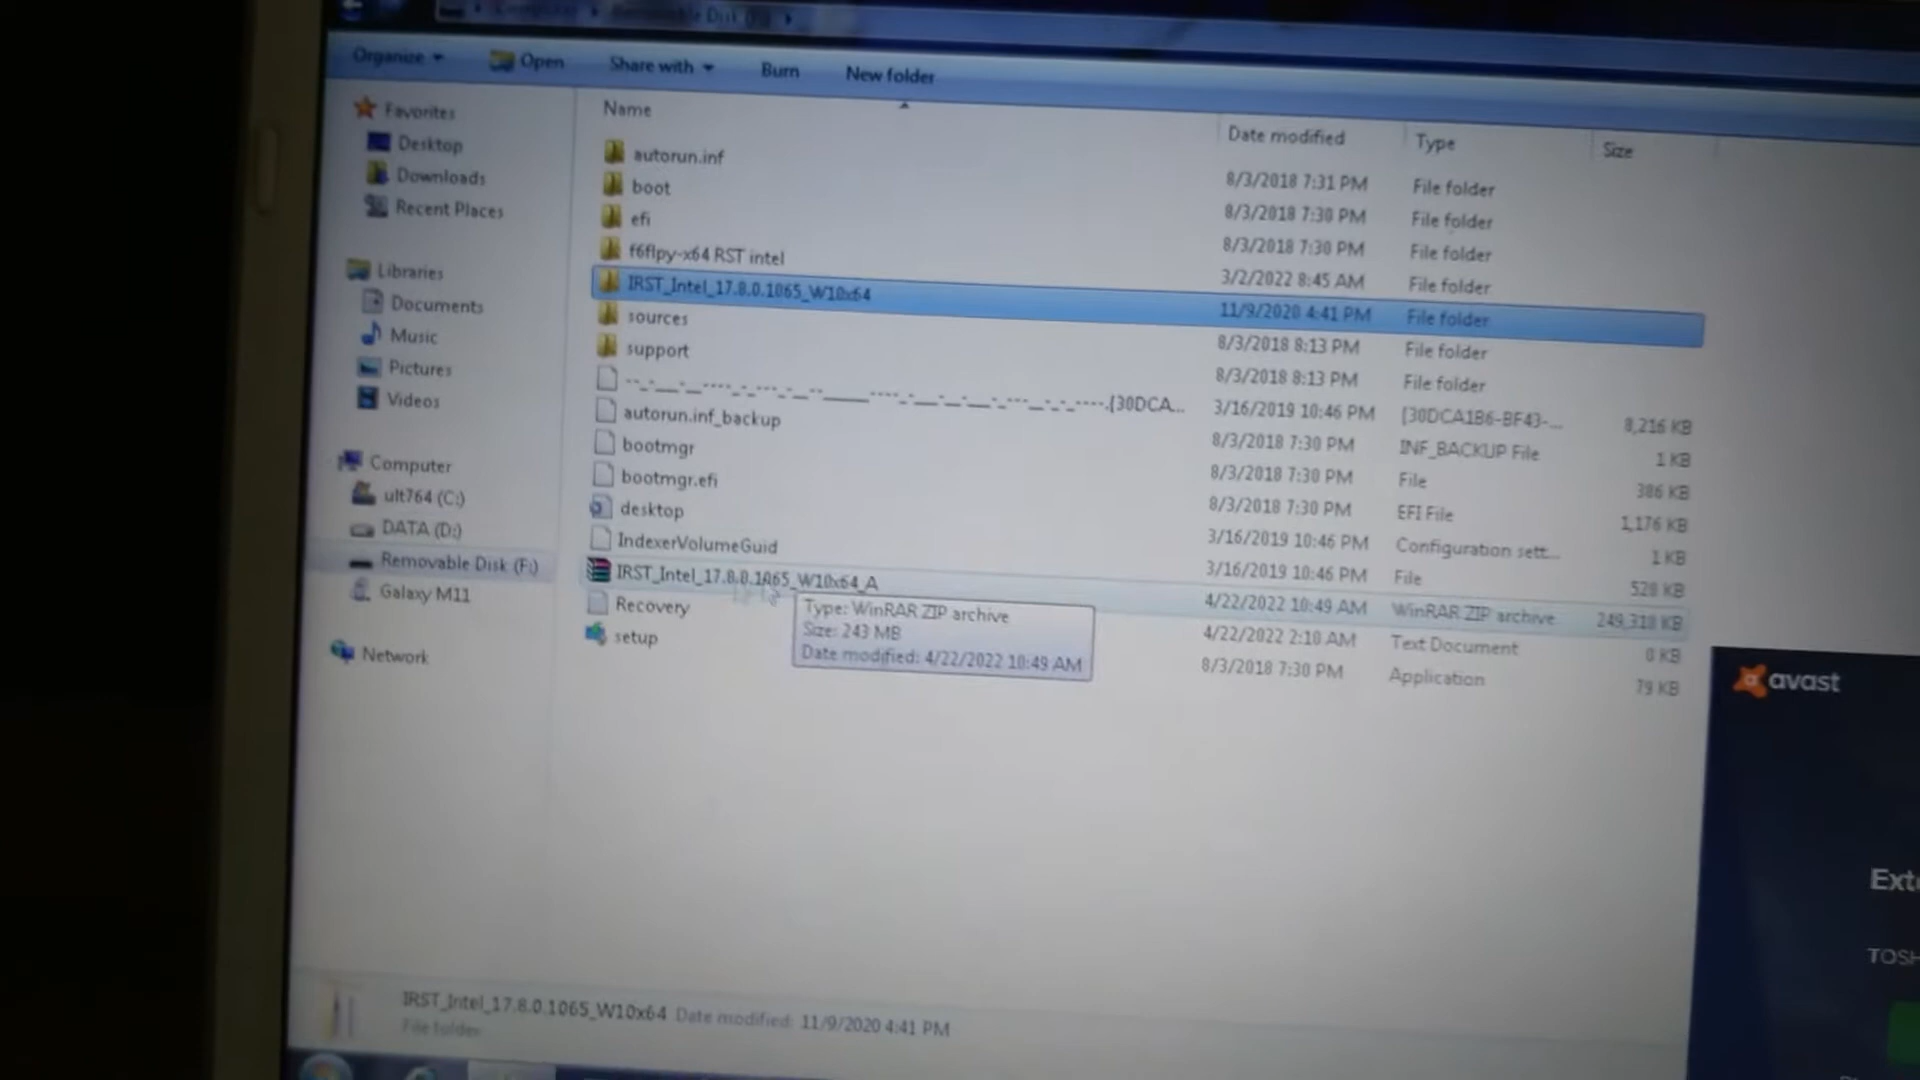 Removable Disk
Organize Open Share with Burn New folder
Name Date modified Type Size
Favorites
Desktop
Downloads
Recent Places
Libraries
Documents
Music
Pictures
Videos
Computer
ult764 (C:)
DATA (D:)
Removable Disk (F:)
Galaxy M11
Network
autorun.inf 8/3/2018 7:31 PM File folder
boot 8/3/2018 7:30 PM File folder
efi 8/3/2018 7:30 PM File folder
f6flpy-x64 RST intel 3/2/2022 8:45 AM File folder
IRST_Intel_17.8.0.1065_W10x64 11/9/2020 4:41 PM File folder
sources 8/3/2018 8:13 PM File folder
support 8/3/2018 8:13 PM File folder
.{30DCA... 3/16/2019 10:46 PM {30DCA1B6-BF43-... 8,216 KB
autorun.inf_backup 8/3/2018 7:30 PM INF_BACKUP File 1 KB
bootmgr 8/3/2018 7:30 PM File 386 KB
bootmgr.efi 8/3/2018 7:30 PM EFI File 1,176 KB
desktop 3/16/2019 10:46 PM Configuration sett... 1 KB
IndexerVolumeGuid 3/16/2019 10:46 PM File 528 KB
IRST_Intel_17.8.0.1065_W10x64_A 4/22/2022 10:49 AM WinRAR ZIP archive 249,318 KB
Recovery 4/22/2022 2:10 AM Text Document 0 KB
setup 8/3/2018 7:30 PM Application 79 KB
Type: WinRAR ZIP archive
Size: 243 MB
Date modified: 4/22/2022 10:49 AM
avast
IRST_Intel_17.8.0.1065_W10x64 Date modified: 11/9/2020 4:41 PM
File folder